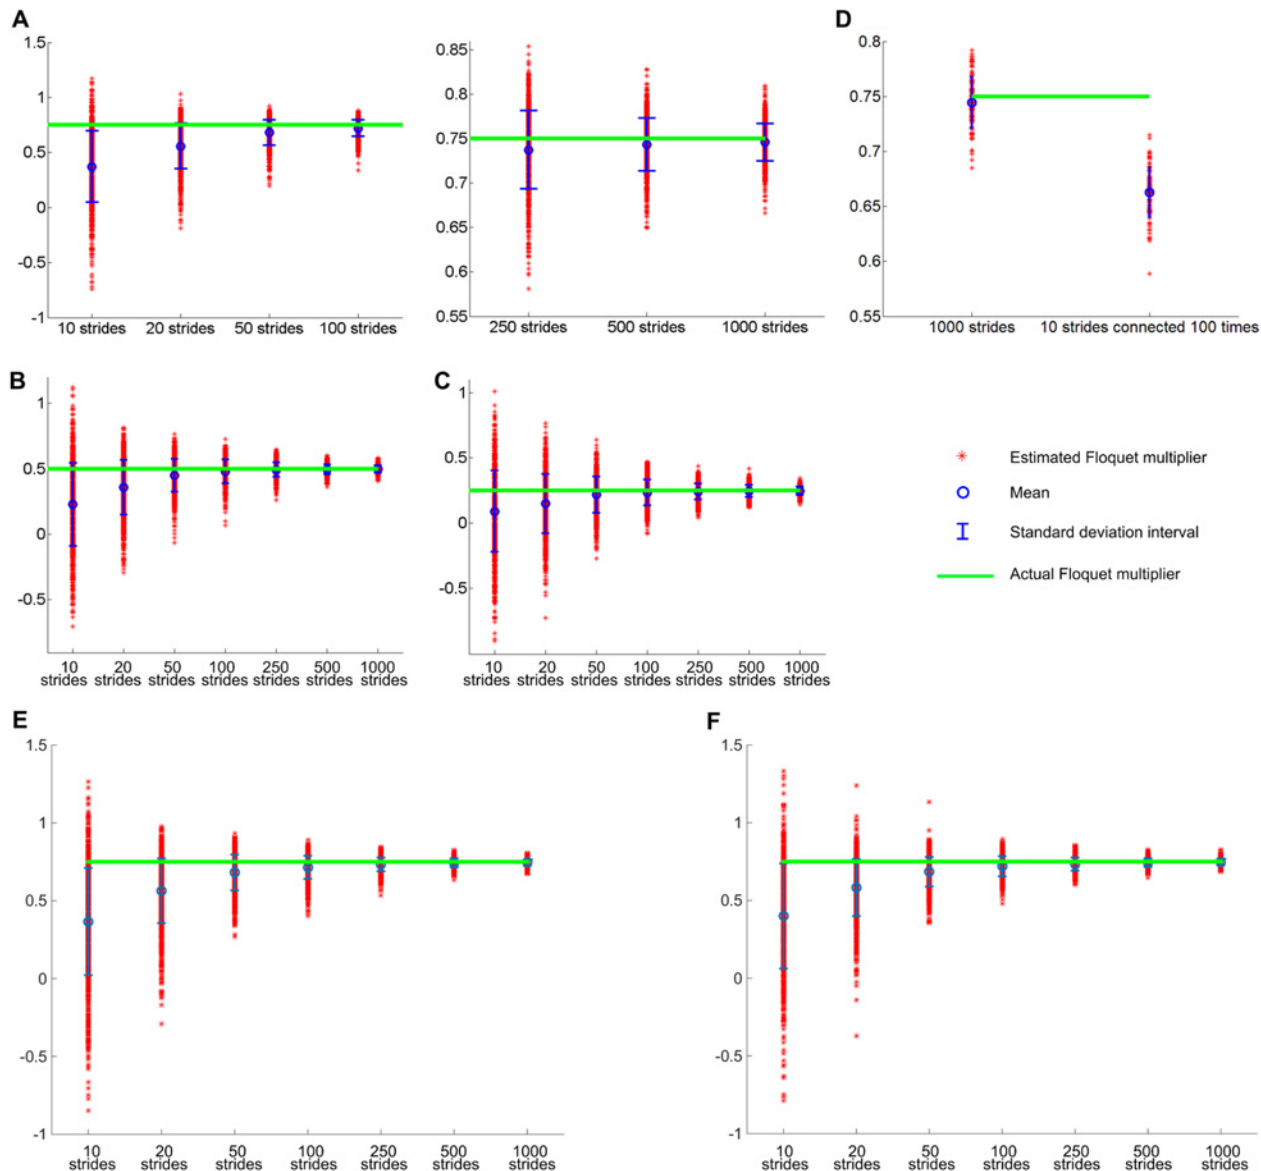 A
1.5
1
0.5
0
-1
10 strides
20 strides
50 strides
100 strides
0.85
0.8
0.75
0.7
0.65
0.6
0.55
250 strides
500 strides
1000 strides
D
0.8
0.75
0.7
0.65
0.6
0.55
1000 strides
10 strides connected 100 times
B
1
0.5
0
-0.5
10 20 50 100 250 500 1000
strides strides strides strides strides strides strides
C
1
0.5
0
-0.5
10 20 50 100 250 500 1000
strides strides strides strides strides strides strides
Estimated Floquet multiplier
Mean
Standard deviation interval
Actual Floquet multiplier
E
1.5
1
0.5
0
-0.5
-1
10 20 50 100 250 500 1000
strides strides strides strides strides strides strides
F
1.5
1
0.5
0
-0.5
-1
10 20 50 100 250 500 1000
strides strides strides strides strides strides strides